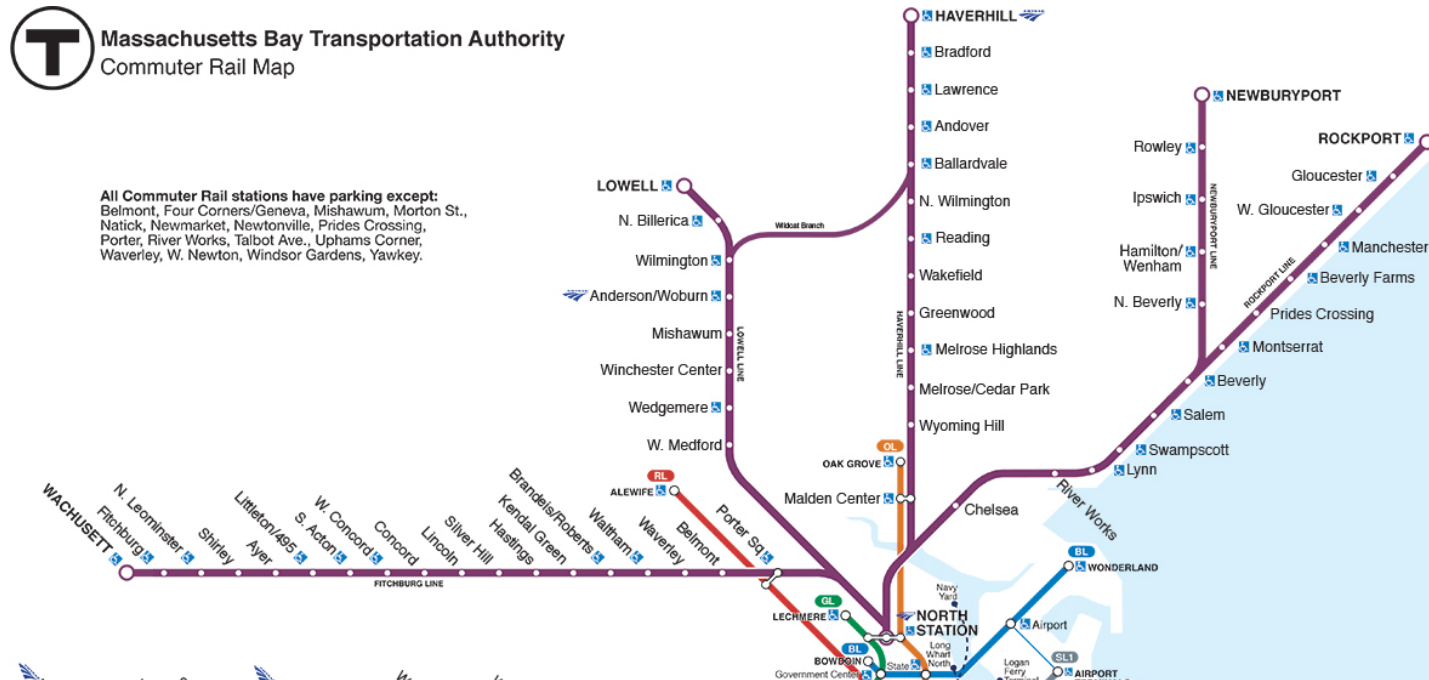 T
Massachusetts Bay Transportation Authority
Commuter Rail Map
All Commuter Rail stations have parking except:
Belmont, Four Corners/Geneva, Mishawum, Morton St.,
Natick, Newmarket, Newtonville, Prides Crossing,
Porter, River Works, Talbot Ave., Uphams Corner,
Waverley, W. Newton, Windsor Gardens, Yawkey.
HAVERHILL
Bradford
Lawrence
Andover
Ballardvale
N. Wilmington
Reading
Wakefield
Greenwood
Melrose Highlands
Melrose/Cedar Park
Wyoming Hill
HAVERHILL LINE
Wildcat Branch
LOWELL
N. Billerica
Wilmington
Anderson/Woburn
Mishawum
Winchester Center
Wedgemere
W. Medford
LOWELL LINE
NEWBURYPORT
Rowley
Ipswich
Hamilton/
Wenham
N. Beverly
NEWBURYPORT LINE
ROCKPORT
Gloucester
W. Gloucester
Manchester
Beverly Farms
Prides Crossing
Montserrat
Beverly
Salem
Swampscott
Lynn
River Works
Chelsea
ROCKPORT LINE
OL
OAK GROVE
Malden Center
RL
ALEWIFE
WACHUSETT
Fitchburg
N. Leominster
Shirley
Ayer
Littleton/495
S. Acton
W. Concord
Concord
Lincoln
Silver Hill
Hastings
Kendal Green
Brandeis/Roberts
Waltham
Waverley
Belmont
Porter Sq
FITCHBURG LINE
GL
LECHMERE
BL
BOWDOIN
Government Center
State
NORTH
STATION
Navy
Yard
Long
Wharf
North
BL
WONDERLAND
Airport
Logan
Ferry
SL1
AIRPORT